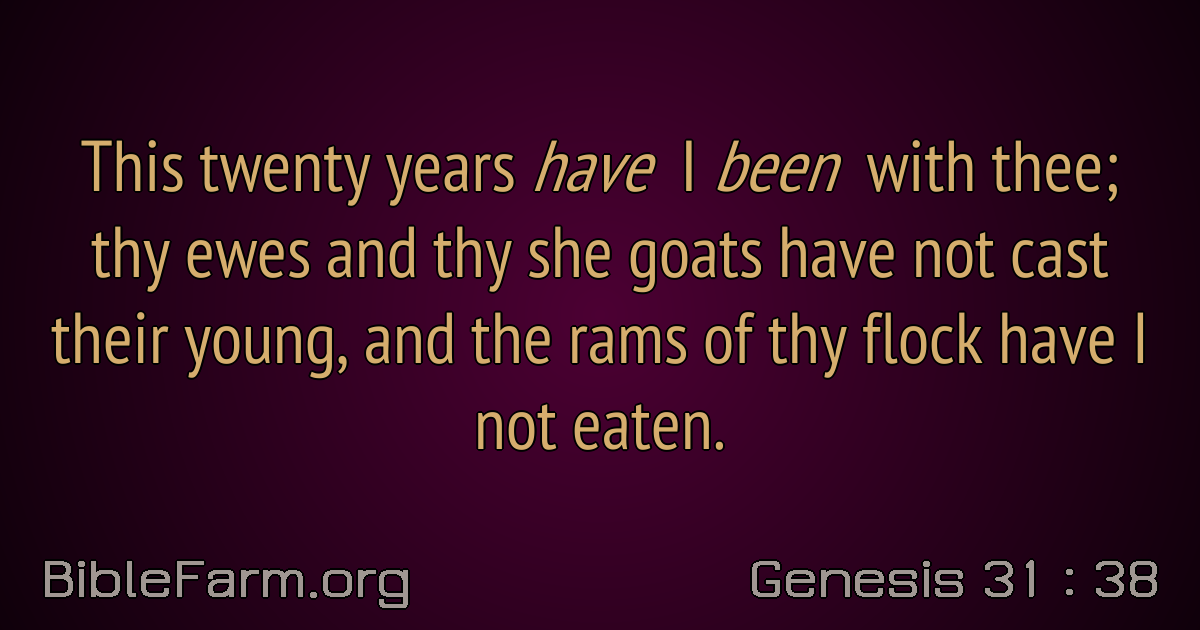 This twenty years have I been with thee;
thy ewes and thy she goats have not cast
their young, and the rams of thy flock have I
not eaten.
BibleFarm.org
Genesis 31 : 38